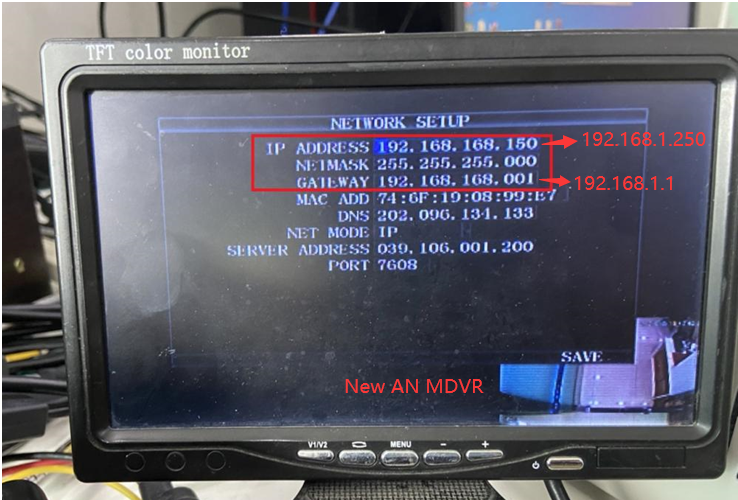 TFT color monitor
NETWORK SETUP
IP ADDRESS 192.168.168.150
192.168.1.250
NETMASK 255.255.255.000
GATEWAY 192.168.168.001
192.168.1.1
MAC ADD 74:6F:19:08:99:E7
DNS 202.096.134.133
NET MODE IP
SERVER ADDRESS 039.106.001.200
PORT 7608
SAVE
New AN MDVR
V1/V2 MENU − +